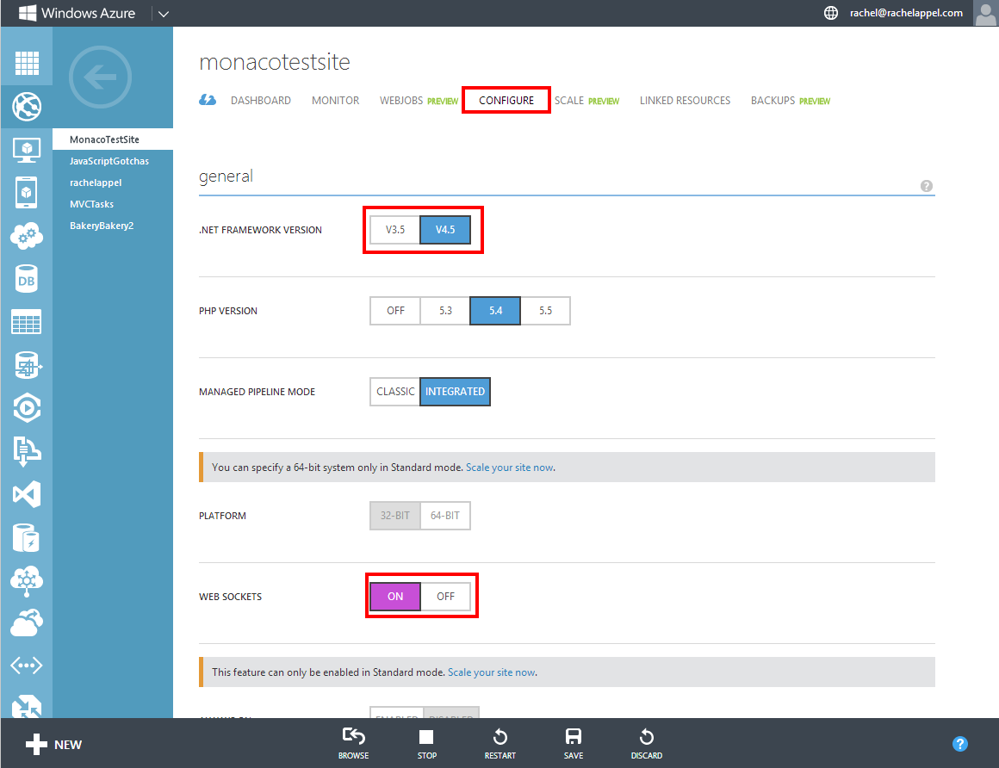 Windows Azure
rachel@rachelappel.com
monacotestsite
DASHBOARD MONITOR WEBJOBS PREVIEW CONFIGURE SCALE PREVIEW LINKED RESOURCES BACKUPS PREVIEW
MonacoTestSite
JavaScriptGotchas
rachelappel
MVCTasks
BakeryBakery2
general
?
.NET FRAMEWORK VERSION V3.5 V4.5
PHP VERSION OFF 5.3 5.4 5.5
DB
MANAGED PIPELINE MODE CLASSIC INTEGRATED
You can specify a 64-bit system only in Standard mode. Scale your site now.
PLATFORM 32-BIT 64-BIT
WEB SOCKETS ON OFF
This feature can only be enabled in Standard mode. Scale your site now.
ENABLED DISABLED
NEW
BROWSE STOP RESTART SAVE DISCARD
?